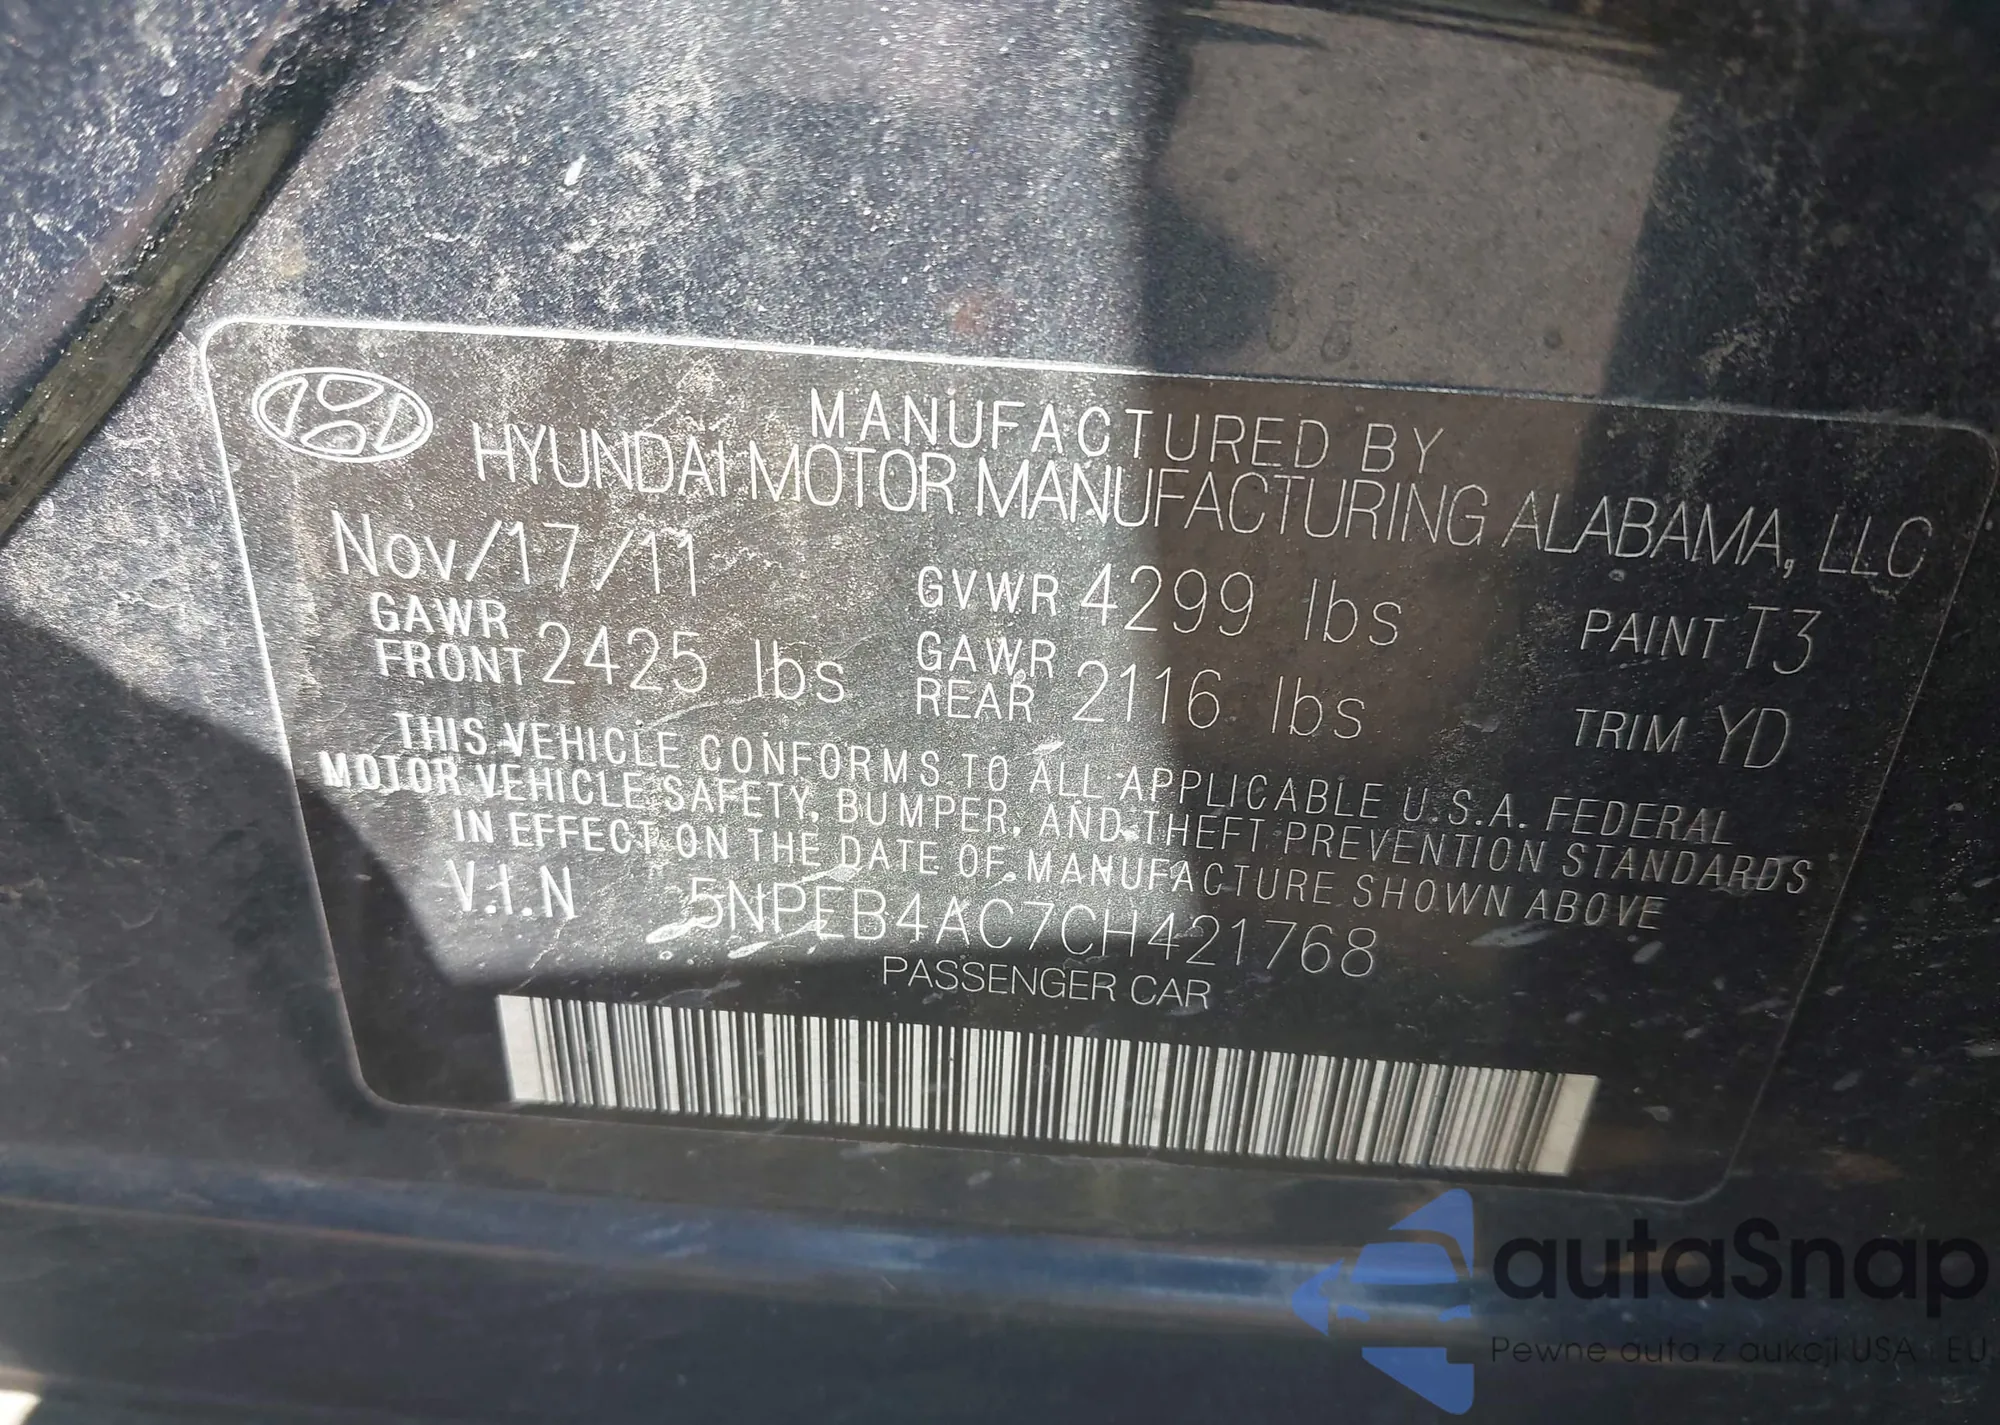 MANUFACTURED BY
HYUNDAI MOTOR MANUFACTURING ALABAMA, LLC
Nov/17/11 GVWR 4299 lbs PAINT T3
GAWR FRONT 2425 lbs GAWR REAR 2116 lbs TRIM YD
THIS VEHICLE CONFORMS TO ALL APPLICABLE U.S.A. FEDERAL
MOTOR VEHICLE SAFETY, BUMPER, AND THEFT PREVENTION STANDARDS
IN EFFECT ON THE DATE OF MANUFACTURE SHOWN ABOVE
V.I.N 5NPEB4AC7CH421768
PASSENGER CAR
autaSnap
Pewne auta z aukcji USA i EU